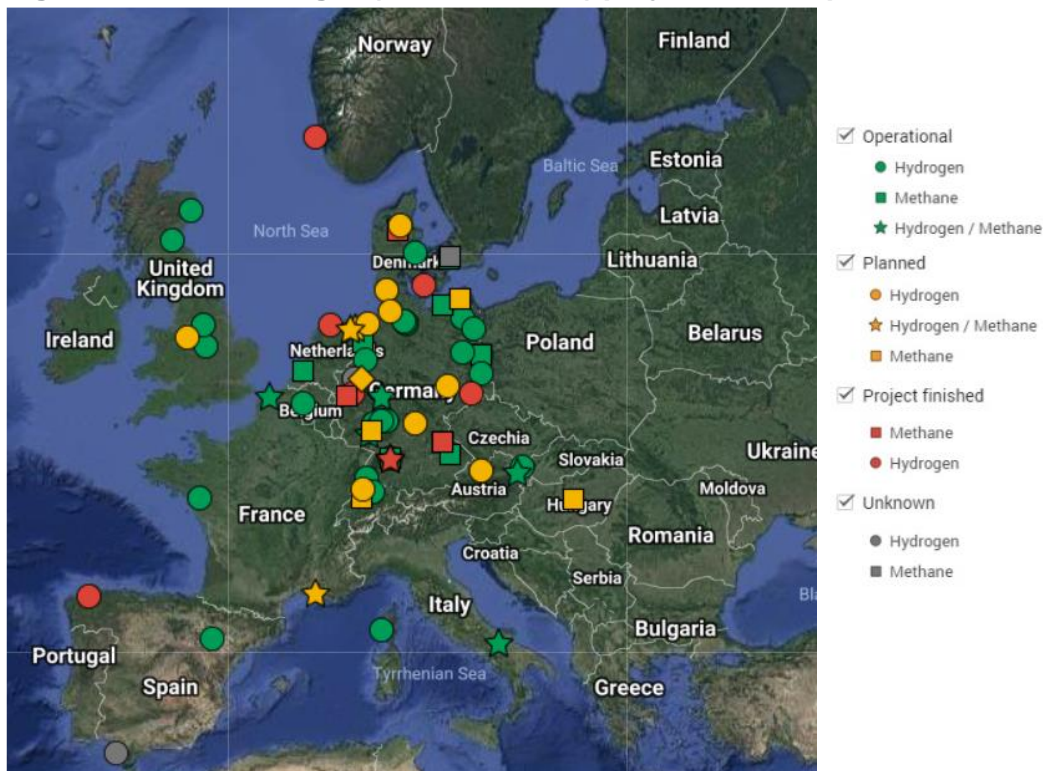 Norway
Finland
Baltic Sea
Estonia
Latvia
North Sea
Lithuania
Denmark
United
Kingdom
Ireland
Belarus
Poland
Netherlands
Germany
Belgium
Czechia
Ukraine
Slovakia
Moldova
Austria
Hungary
France
Romania
Croatia
Serbia
Italy
Bulgaria
Portugal
Tyrrhenian Sea
Spain
Greece
Operational
Hydrogen
Methane
Hydrogen / Methane
Planned
Hydrogen
Hydrogen / Methane
Methane
Project finished
Methane
Hydrogen
Unknown
Hydrogen
Methane